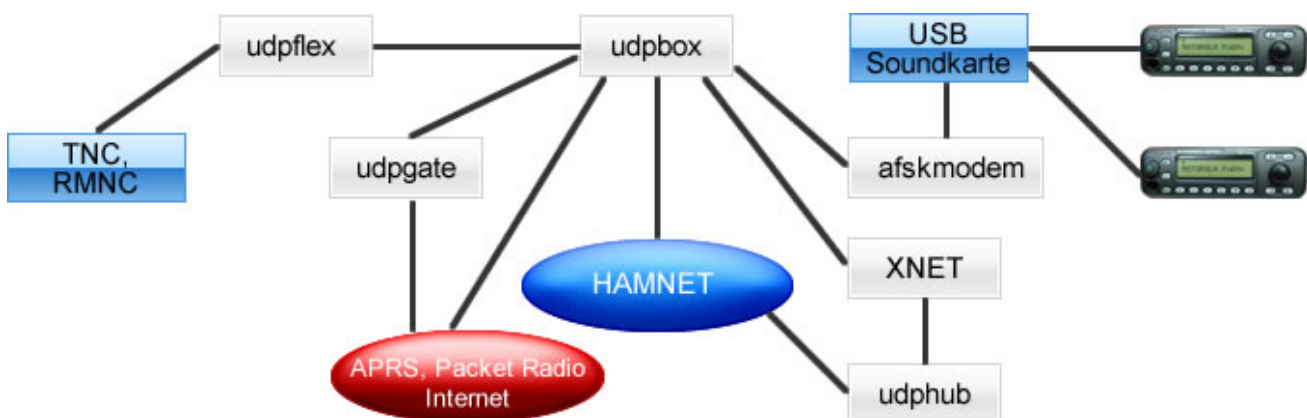 udpflex
udpbox
USB
Soundkarte
TNC,
RMNC
udpgate
afskmodem
HAMNET
XNET
APRS, Packet Radio
Internet
udphub